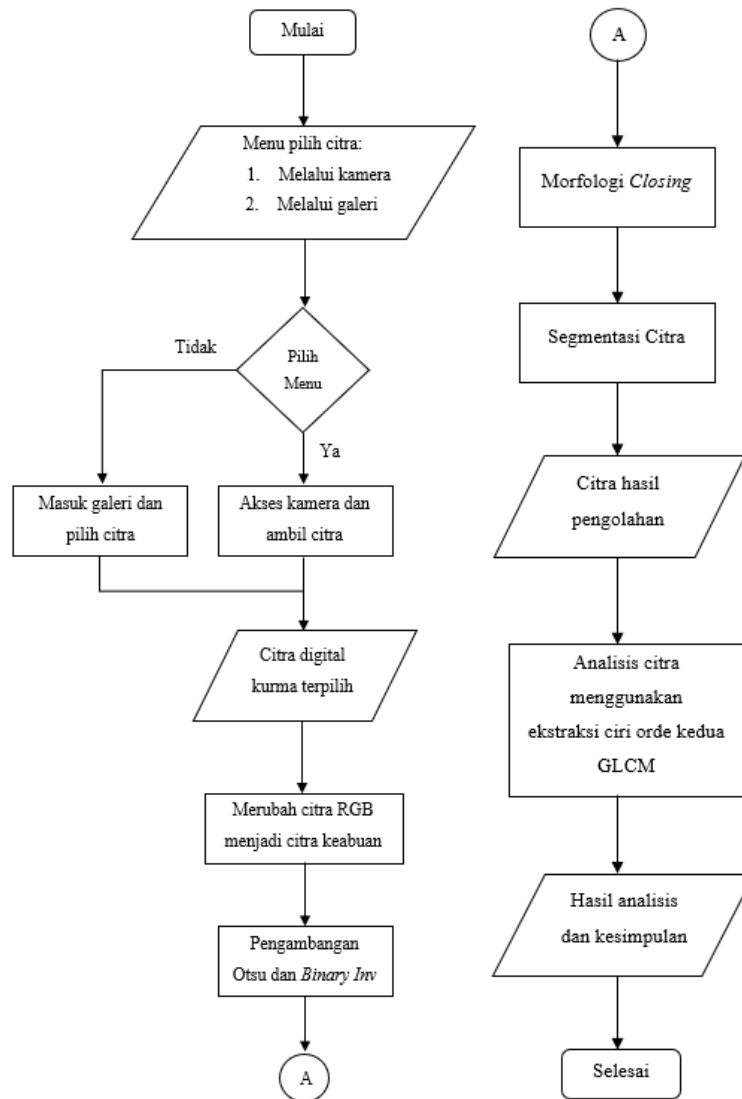 Mulai
Menu pilih citra:
1. Melalui kamera
2. Melalui galeri
Pilih
Menu
Tidak
Ya
Masuk galeri dan
pilih citra
Akses kamera dan
ambil citra
Citra digital
kurma terpilih
Merubah citra RGB
menjadi citra keabuan
Pengambangan
Otsu dan Binary Inv
A
A
Morfologi Closing
Segmentasi Citra
Citra hasil
pengolahan
Analisis citra
menggunakan
ekstraksi ciri orde kedua
GLCM
Hasil analisis
dan kesimpulan
Selesai